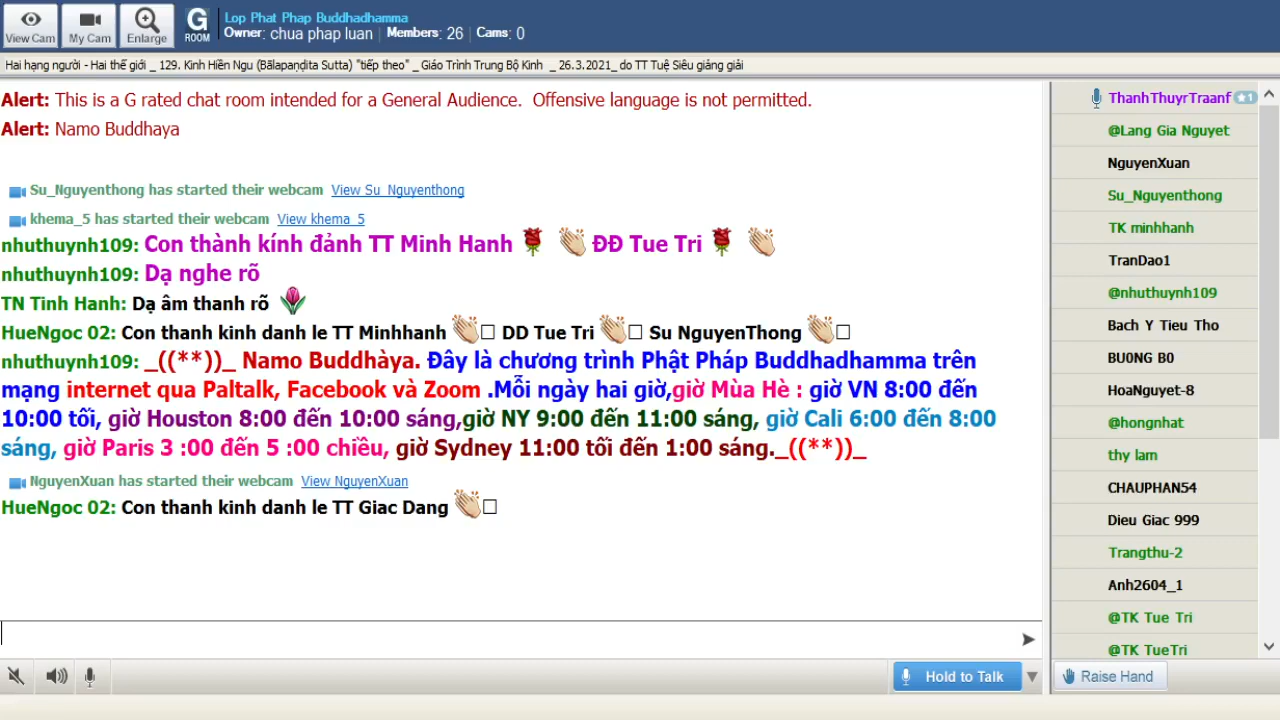 View Cam
My Cam
Enlarge
G
ROOM
Lop Phat Phap Buddhadhamma
Owner: chua phap luan | Members: 26 | Cams: 0
Hai hạng người - Hai thế giới _ 129. Kinh Hiền Ngu (Bālapaṇḍita Sutta) "tiếp theo" _ Giáo Trình Trung Bộ Kinh _ 26.3.2021_ do TT Tuệ Siêu giảng giải
Alert: This is a G rated chat room intended for a General Audience. Offensive language is not permitted.
Alert: Namo Buddhaya
Su_Nguyenthong has started their webcam View Su_Nguyenthong
khema_5 has started their webcam View khema_5
nhuthuynh109: Con thành kính đảnh TT Minh Hanh 🌹 👏 ĐĐ Tue Tri 🌹 👏
nhuthuynh109: Dạ nghe rõ
TN Tinh Hanh: Dạ âm thanh rõ 🌷
HueNgoc 02: Con thanh kinh danh le TT Minhhanh 👏□ DD Tue Tri 👏□ Su NguyenThong 👏□
nhuthuynh109: _((**))_ Namo Buddhàya. Đây là chương trình Phật Pháp Buddhadhamma trên
mạng internet qua Paltalk, Facebook và Zoom .Mỗi ngày hai giờ,giờ Mùa Hè : giờ VN 8:00 đến
10:00 tối, giờ Houston 8:00 đến 10:00 sáng,giờ NY 9:00 đến 11:00 sáng, giờ Cali 6:00 đến 8:00
sáng, giờ Paris 3 :00 đến 5 :00 chiều, giờ Sydney 11:00 tối đến 1:00 sáng._((**))_
NguyenXuan has started their webcam View NguyenXuan
HueNgoc 02: Con thanh kinh danh le TT Giac Dang 👏□
ThanhThuyrTraanf ★1
@Lang Gia Nguyet
NguyenXuan
Su_Nguyenthong
TK minhhanh
TranDao1
@nhuthuynh109
Bach Y Tieu Tho
BU0NG B0
HoaNguyet-8
@hongnhat
thy lam
CHAUPHAN54
Dieu Giac 999
Trangthu-2
Anh2604_1
@TK Tue Tri
@TK TueTri
Hold to Talk
Raise Hand